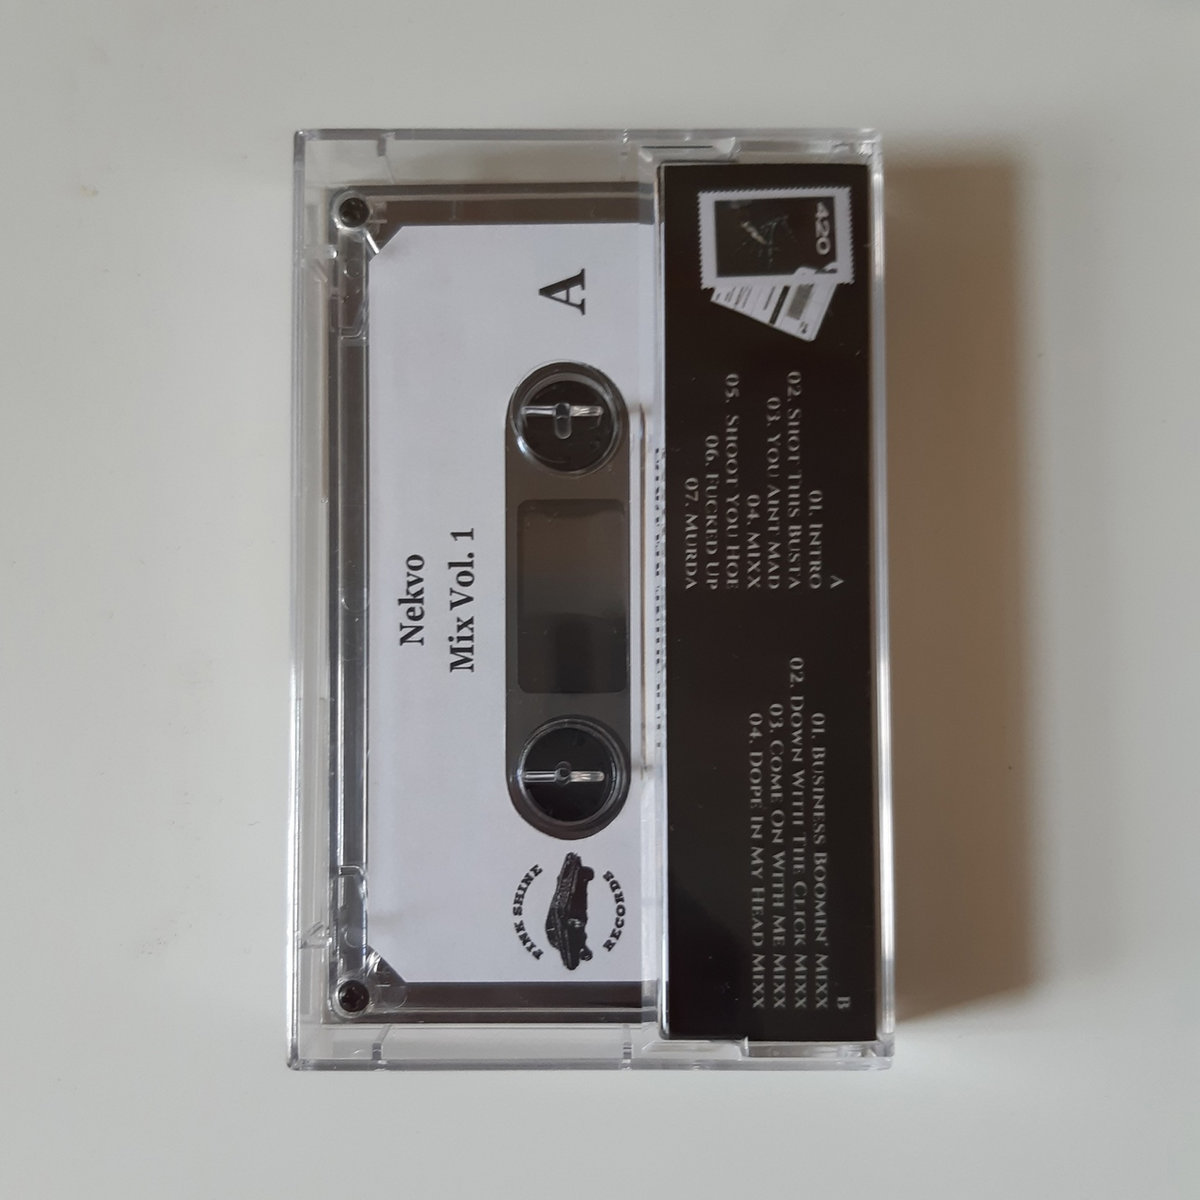 A
Nekvo
Mix Vol. 1
PINK SHINE
RECORDS
420
A
01. INTRO
02. SHOT THIS BUSTA
03. YOU AINT MAD
04. MIXX
05. SHOOT YOU HOE
06. FUCKED UP
07. MURDA
B
01. BUSINESS BOOMIN' MIXX
02. DOWN WITH THE CLICK MIXX
03. COME ON WITH ME MIXX
04. DOPE IN MY HEAD MIXX